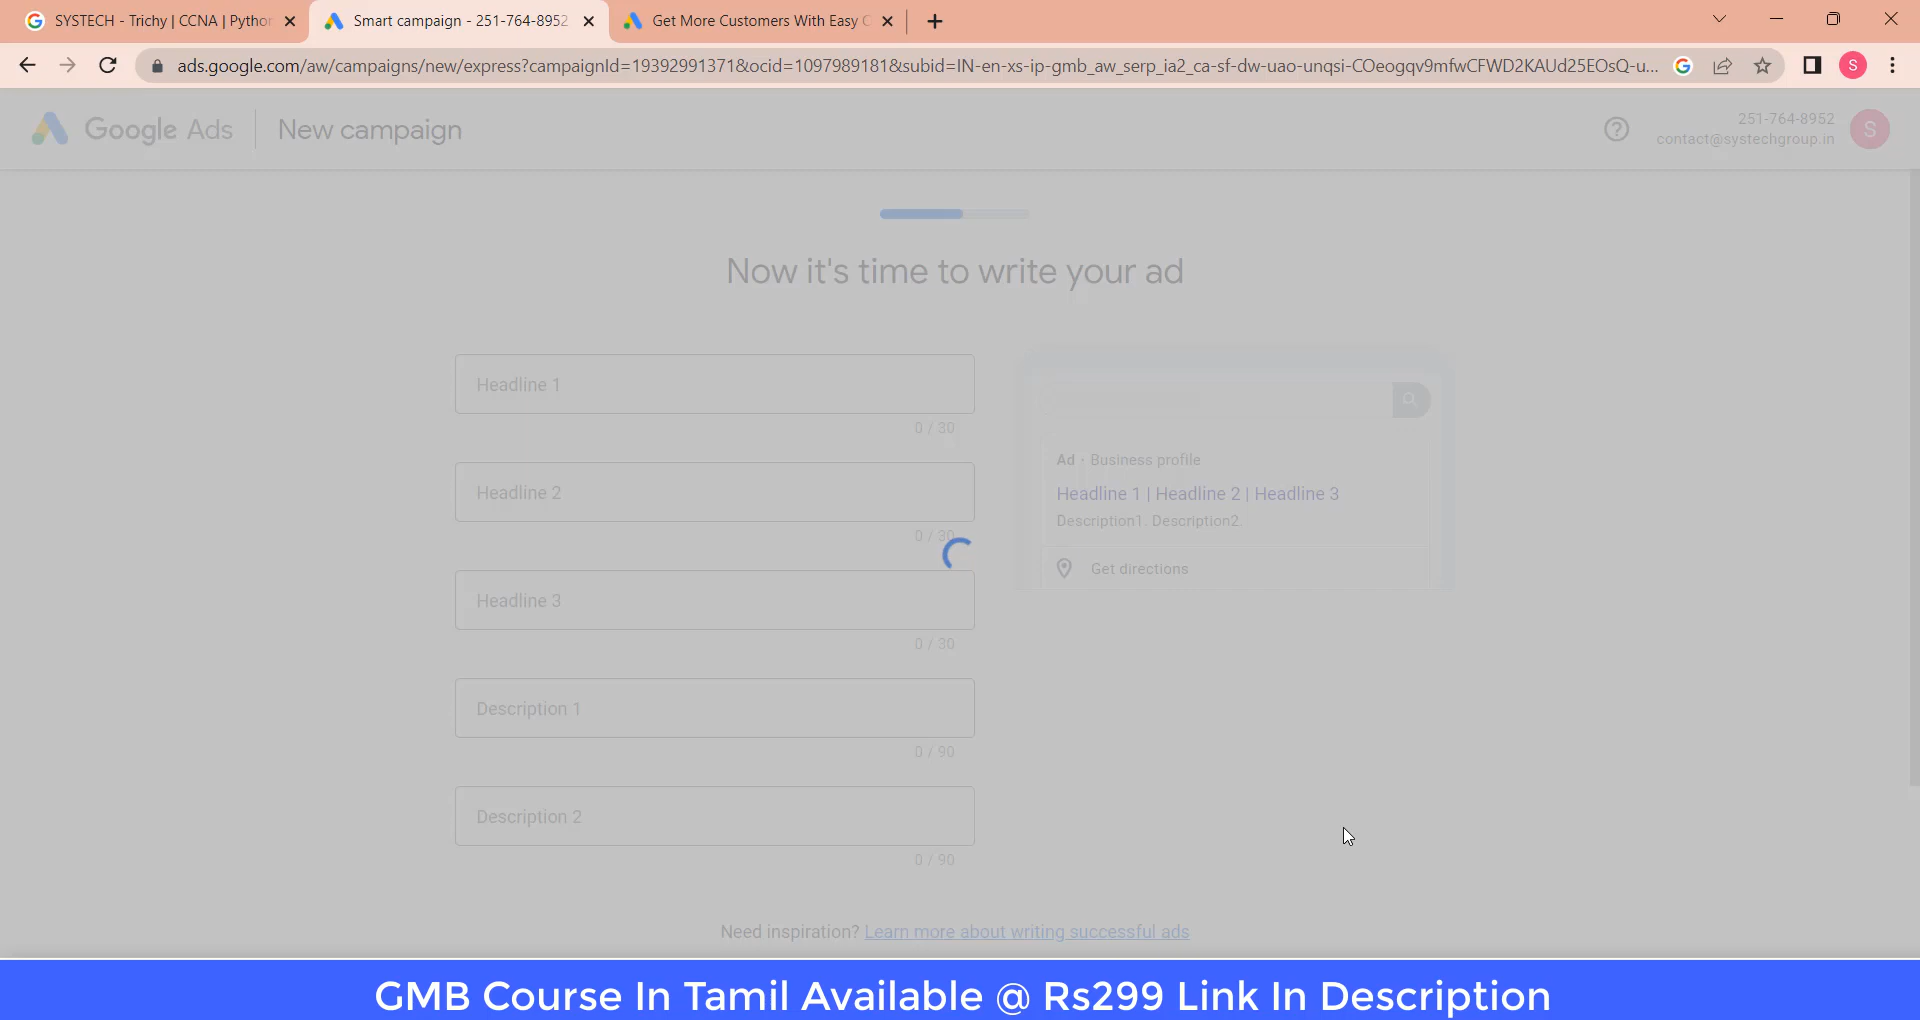 SYSTECH - Trichy | CCNA | Python
Smart campaign - 251-764-8952
Get More Customers With Easy C
ads.google.com/aw/campaigns/new/express?campaignId=19392991371&ocid=1097989181&subid=IN-en-xs-ip-gmb_aw_serp_ia2_ca-sf-dw-uao-unqsi-COeogqv9mfwCFWD2KAUd25EOsQ-u...
S
Google Ads
New campaign
251-764-8952
contact@systechgroup.in
S
Now it's time to write your ad
Headline 1
0 / 30
Headline 2
0 / 30
Headline 3
0 / 30
Description 1
0 / 90
Description 2
0 / 90
Ad · Business profile
Headline 1 | Headline 2 | Headline 3
Description1. Description2.
Get directions
Need inspiration? Learn more about writing successful ads
GMB Course In Tamil Available @ Rs299 Link In Description